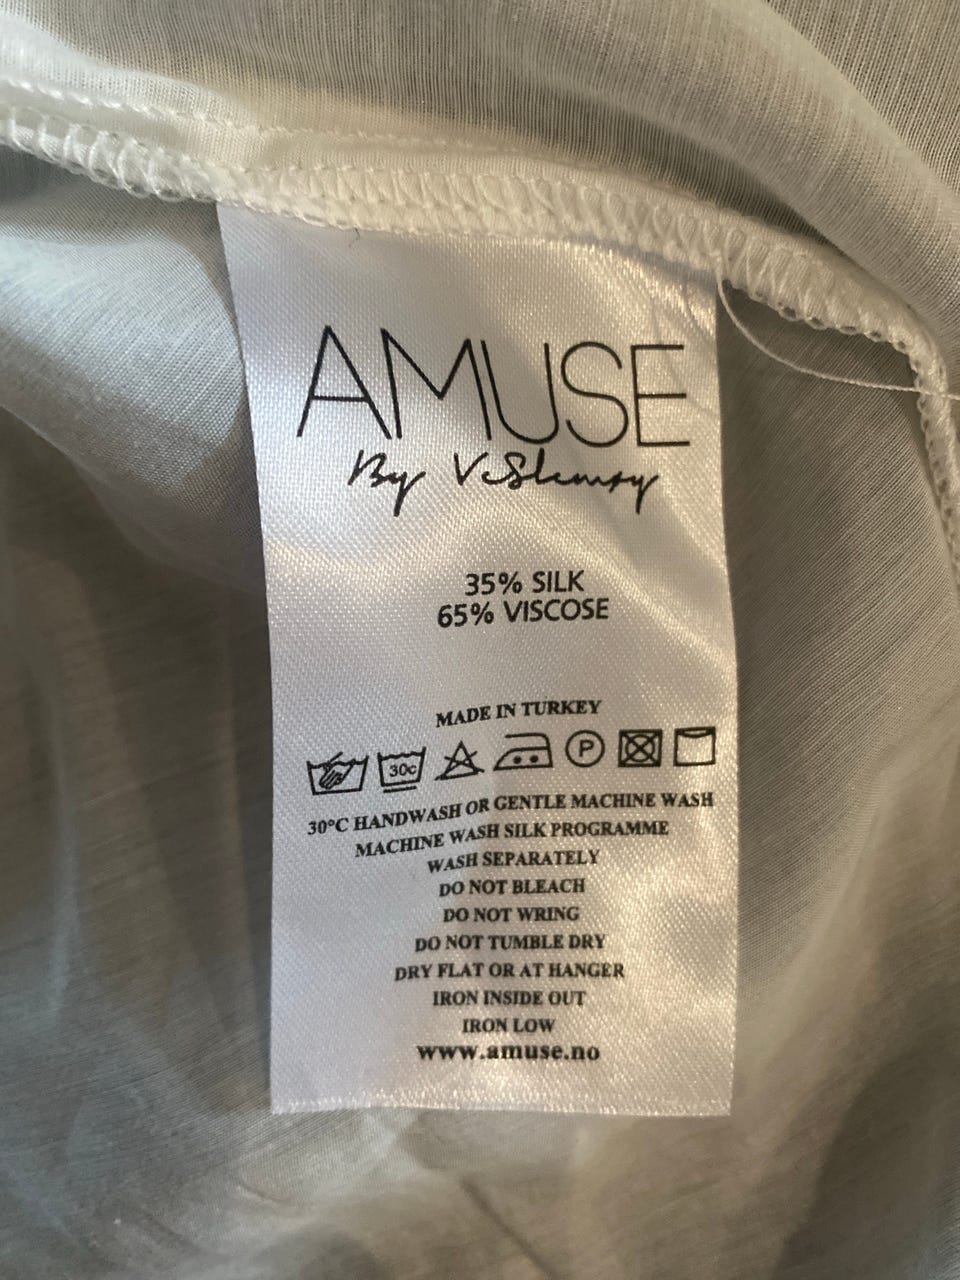 AMUSE
By
35% SILK
65% VISCOSE
MADE IN TURKEY
30c P
30°C HANDWASH OR GENTLE MACHINE WASH
MACHINE WASH SILK PROGRAMME
WASH SEPARATELY
DO NOT BLEACH
DO NOT WRING
DO NOT TUMBLE DRY
DRY FLAT OR AT HANGER
IRON INSIDE OUT
IRON LOW
www.amuse.no